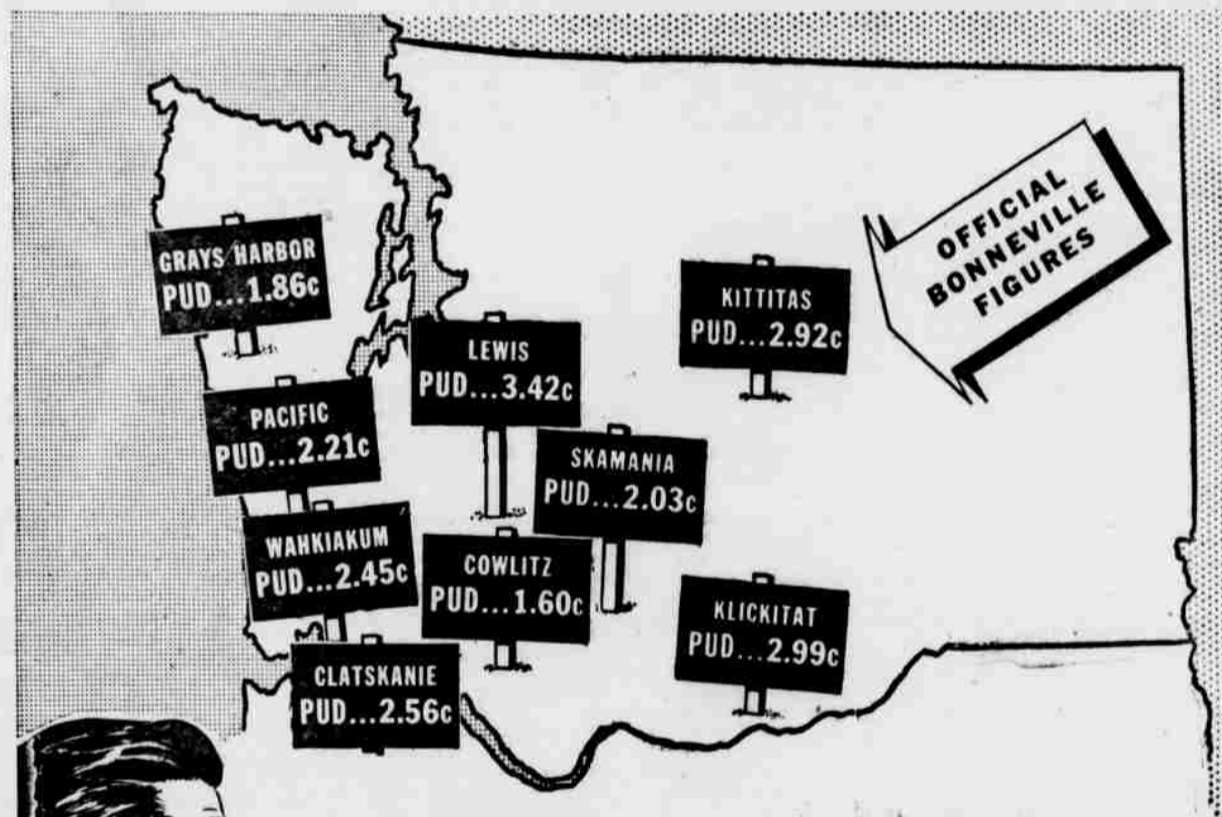 GRAYS HARBOR
PUD...1.86c
KITTITAS
PUD...2.92c
OFFICIAL
BONNEVILLE
FIGURES
LEWIS
PUD...3.42c
PACIFIC
PUD...2.21c
SKAMANIA
PUD...2.03c
WAHKIAKUM
PUD...2.45c
COWLITZ
PUD...1.60c
KLICKITAT
PUD...2.99c
CLATSKANIE
PUD...2.56c